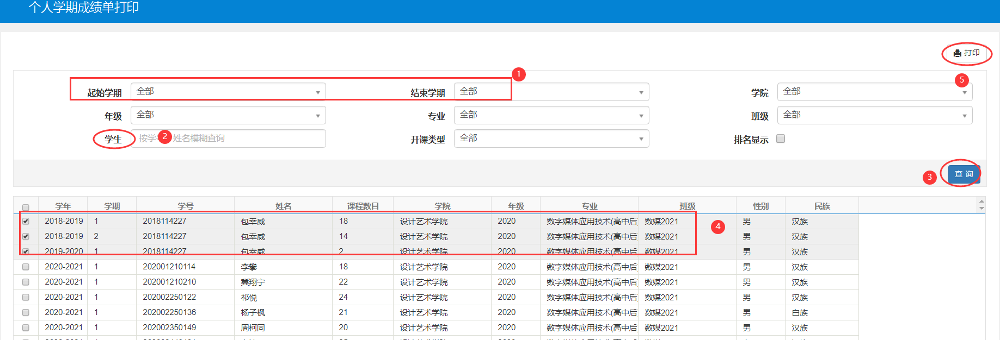 个人学期成绩单打印
打印
1
5
起始学期 全部 结束学期 全部 学院 全部
年级 全部 专业 全部 班级 全部
学生 按学 2 姓名模糊查询 开课类型 全部 排名显示
3 查 询
学年 学期 学号 姓名 课程数目 学院 年级 专业 班级 性别 民族
2018-2019 1 2018114227 包幸威 18 设计艺术学院 2020 数字媒体应用技术(高中后) 数媒2021 男 汉族
4
2018-2019 2 2018114227 包幸威 14 设计艺术学院 2020 数字媒体应用技术(高中后) 数媒2021 男 汉族
2019-2020 1 2018114227 包幸威 2 设计艺术学院 2020 数字媒体应用技术(高中后) 数媒2021 男 汉族
2020-2021 1 202001210114 李攀 18 设计艺术学院 2020 数字媒体应用技术(高中后) 数媒2021 男 汉族
2020-2021 1 202001210210 冀翔宁 22 设计艺术学院 2020 数字媒体应用技术(高中后) 数媒2021 男 汉族
2020-2021 1 202002250122 祁悦 24 设计艺术学院 2020 数字媒体应用技术(高中后) 数媒2021 男 汉族
2020-2021 1 202002250136 杨子枫 21 设计艺术学院 2020 数字媒体应用技术(高中后) 数媒2021 男 白族
2020-2021 1 202002350149 周柯同 20 设计艺术学院 2020 数字媒体应用技术(高中后) 数媒2021 男 汉族